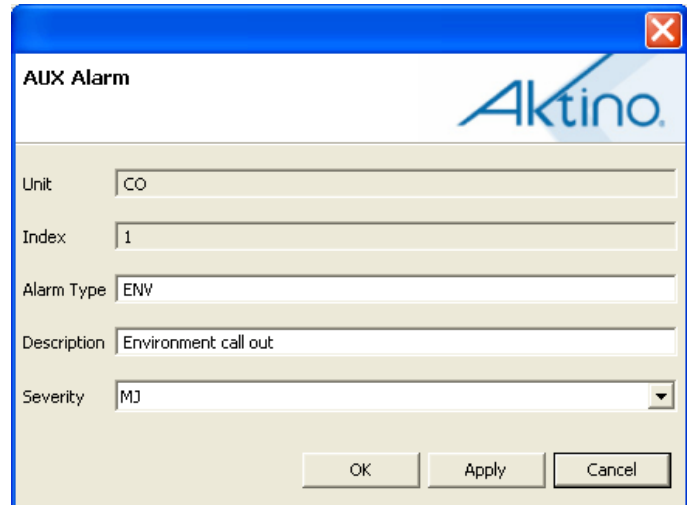 AUX Alarm
Aktino®
Unit CO
Index 1
Alarm Type ENV
Description Environment call out
Severity MJ
OK Apply Cancel